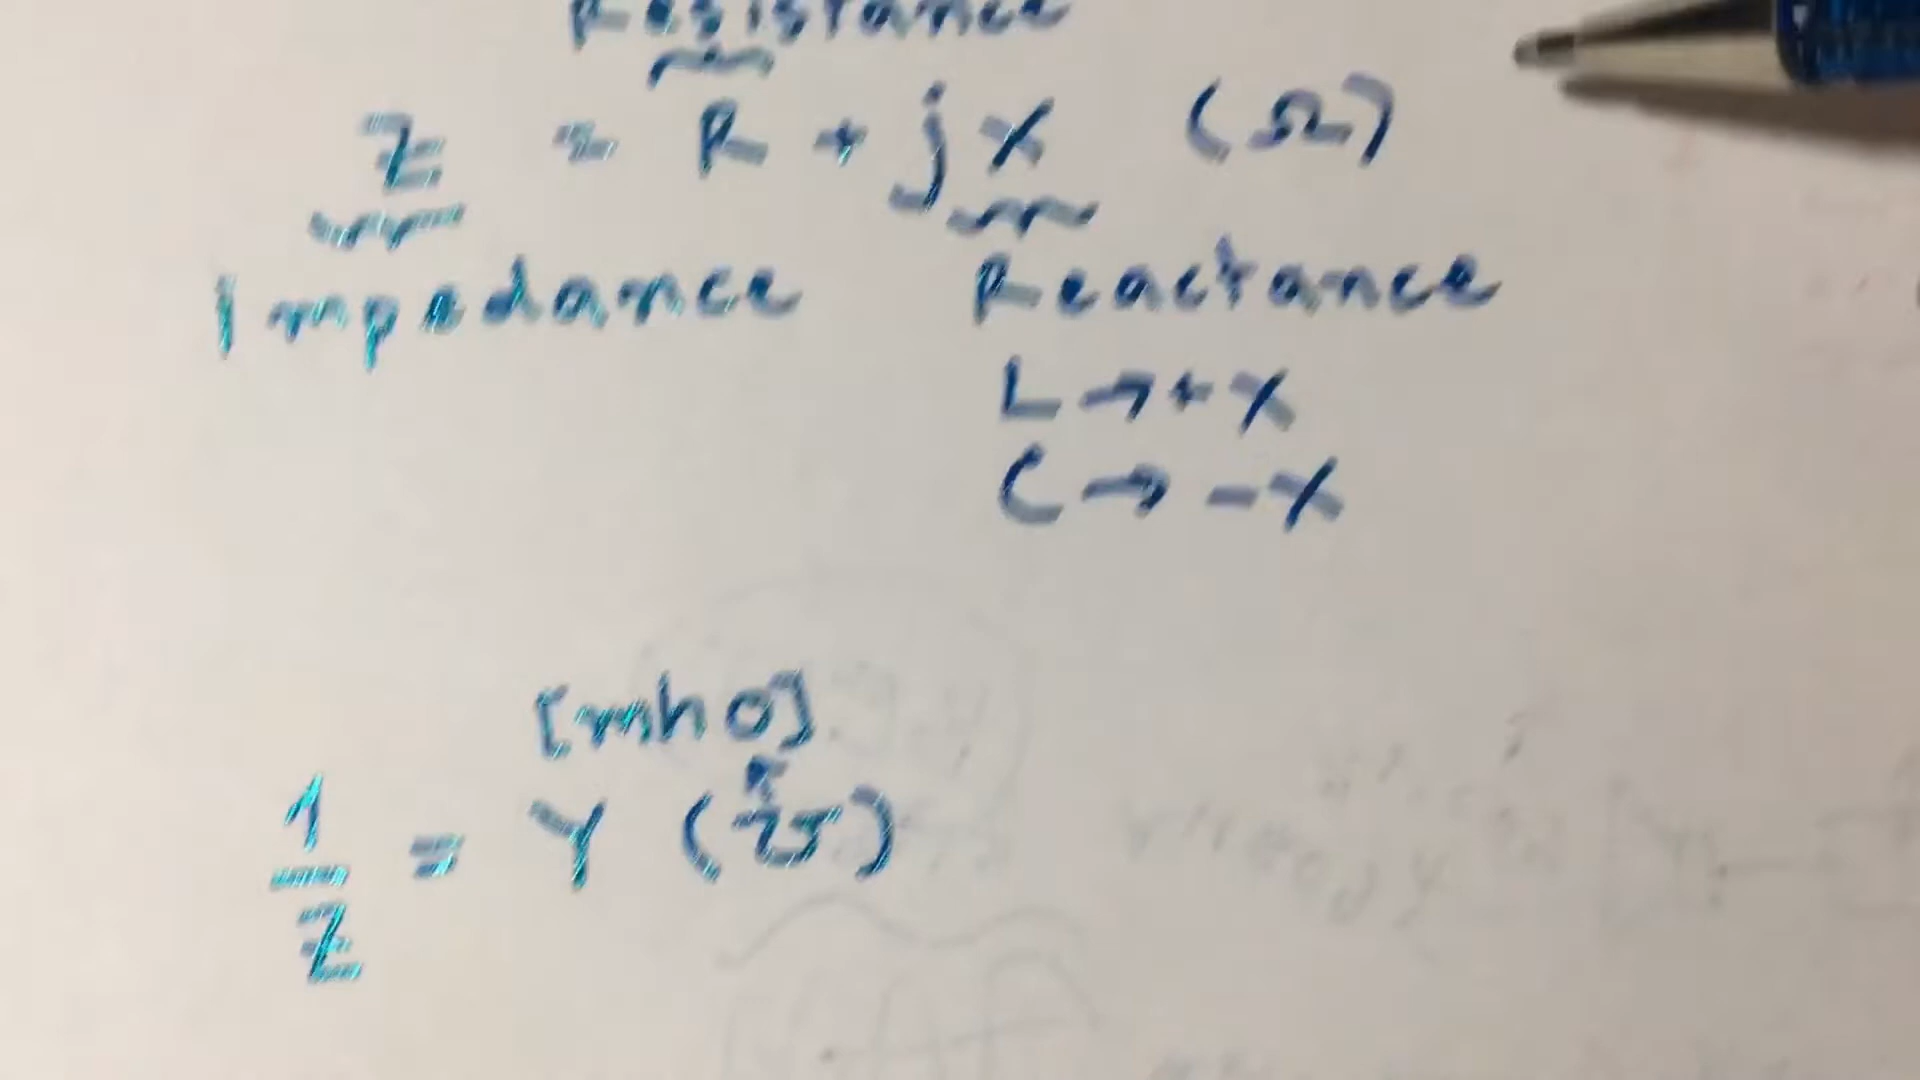 Resistance
Z = R + jX (Ω)
Impedance Reactance
L → + X
C → - X
[mho]
1/Z = Y (℧)